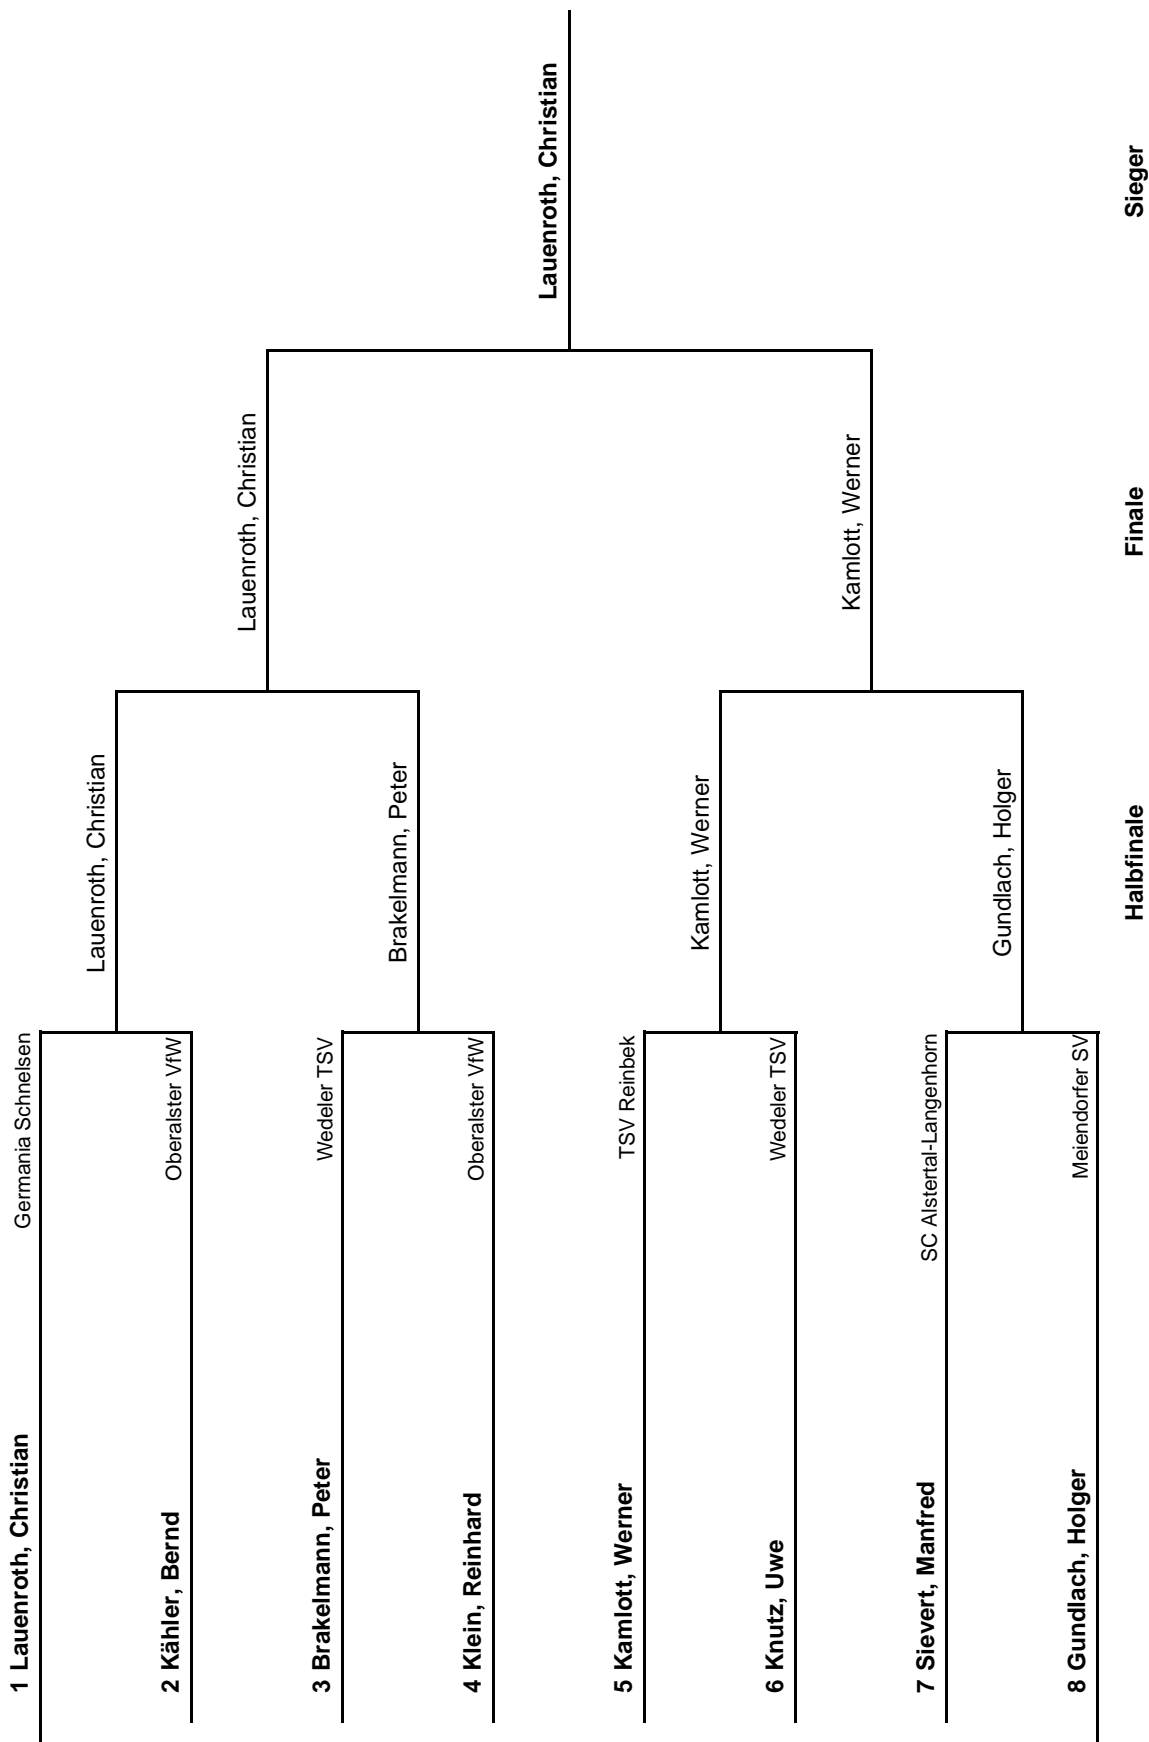 1 Lauenroth, Christian
Germania Schnelsen
2 Kähler, Bernd
Oberalster VfW
3 Brakelmann, Peter
Wedeler TSV
4 Klein, Reinhard
Oberalster VfW
5 Kamlott, Werner
TSV Reinbek
6 Knutz, Uwe
Wedeler TSV
7 Sievert, Manfred
SC Alstertal-Langenhorn
8 Gundlach, Holger
Meiendorfer SV
Lauenroth, Christian
Brakelmann, Peter
Kamlott, Werner
Gundlach, Holger
Halbfinale
Lauenroth, Christian
Kamlott, Werner
Finale
Lauenroth, Christian
Sieger